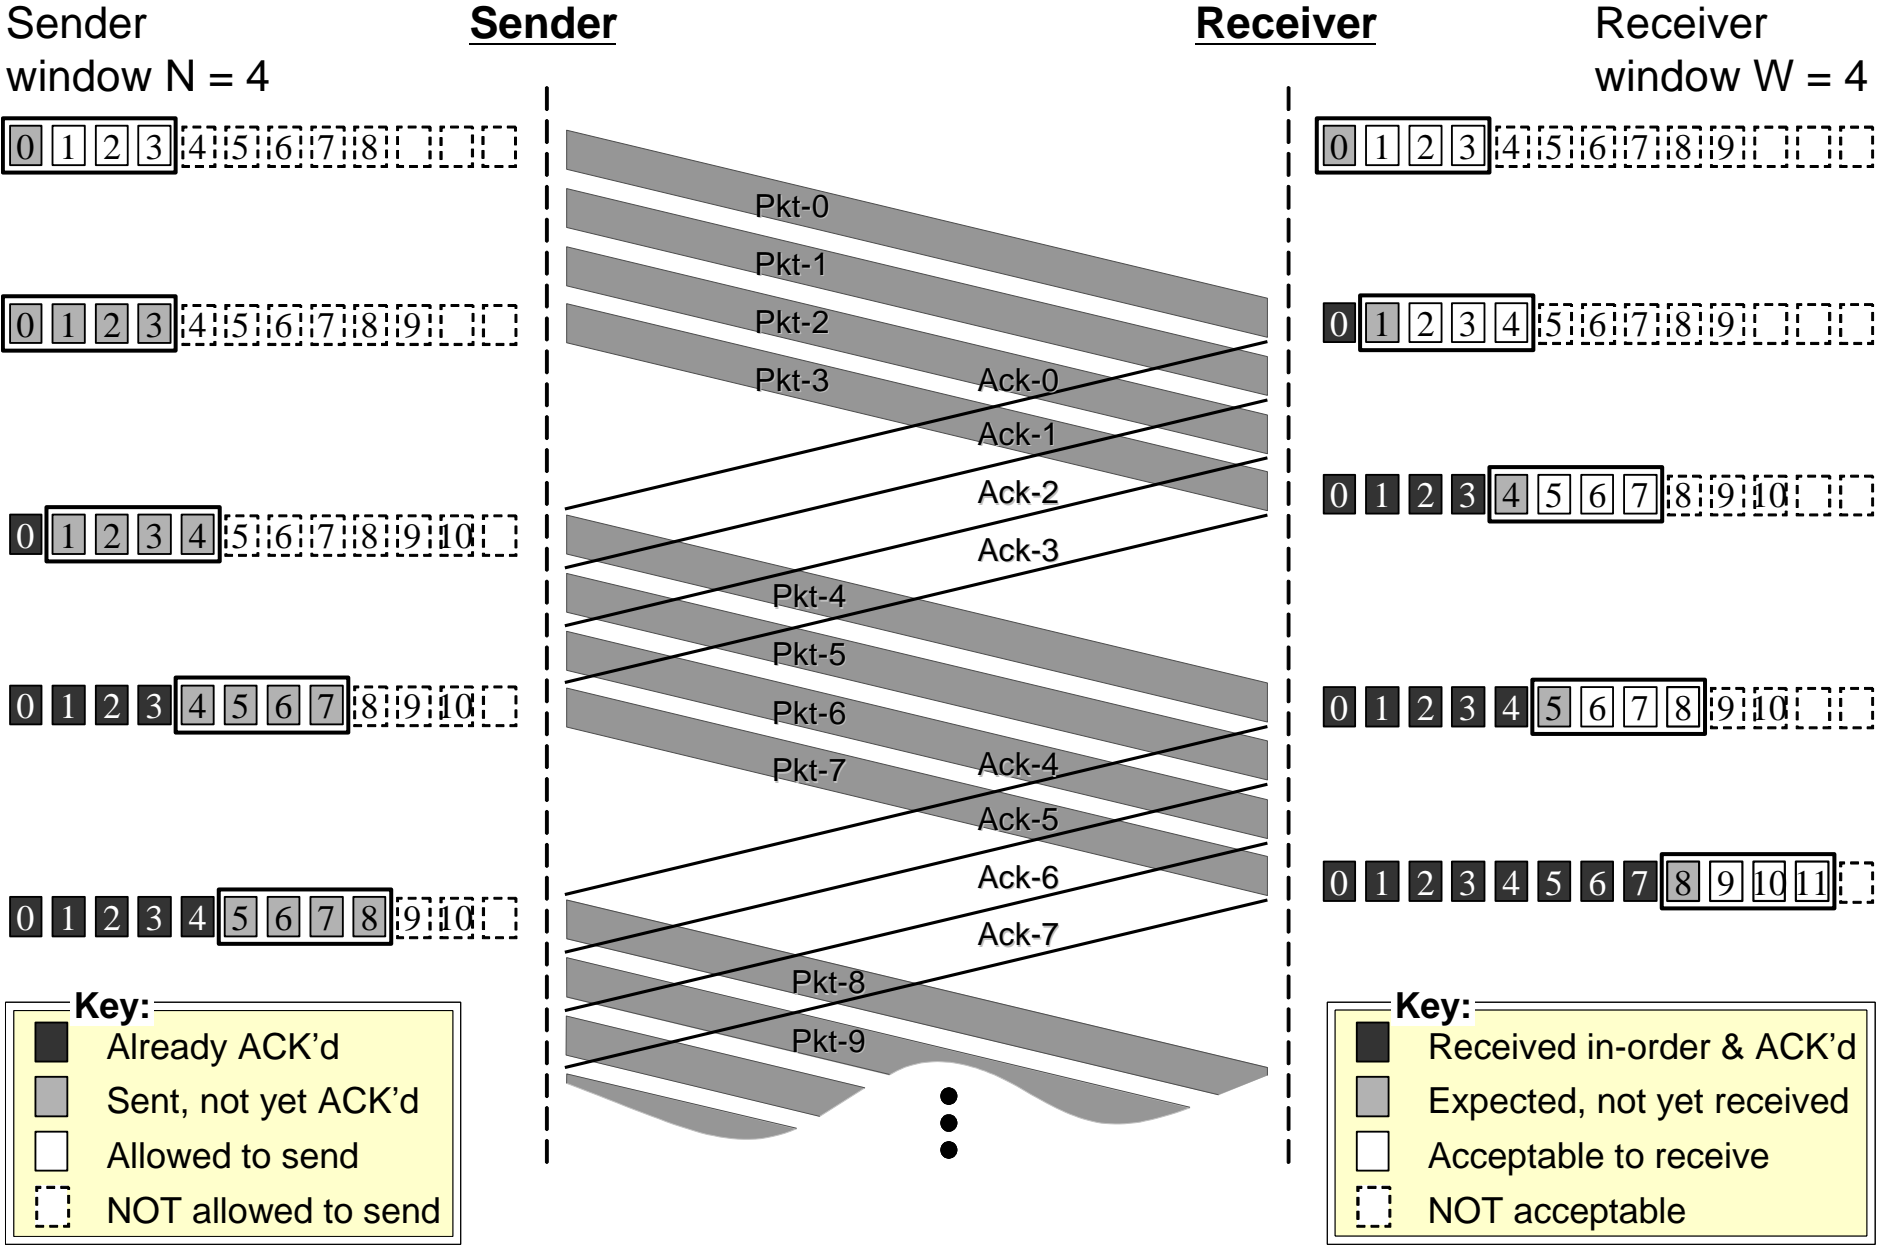 Sender
window N = 4
Sender
Receiver
Receiver
window W = 4
0 1 2 3 4 5 6 7 8
0 1 2 3 4 5 6 7 8 9
Pkt-0
Pkt-1
Pkt-2
Pkt-3
0 1 2 3 4 5 6 7 8 9
0 1 2 3 4 5 6 7 8 9
Ack-0
Ack-1
Ack-2
Ack-3
0 1 2 3 4 5 6 7 8 9 10
0 1 2 3 4 5 6 7 8 9 10
Pkt-4
Pkt-5
Pkt-6
Pkt-7
0 1 2 3 4 5 6 7 8 9 10
0 1 2 3 4 5 6 7 8 9 10
Ack-4
Ack-5
Ack-6
Ack-7
0 1 2 3 4 5 6 7 8 9 10
0 1 2 3 4 5 6 7 8 9 10 11
Pkt-8
Pkt-9
Key:
Already ACK’d
Sent, not yet ACK’d
Allowed to send
NOT allowed to send
Key:
Received in-order & ACK’d
Expected, not yet received
Acceptable to receive
NOT acceptable